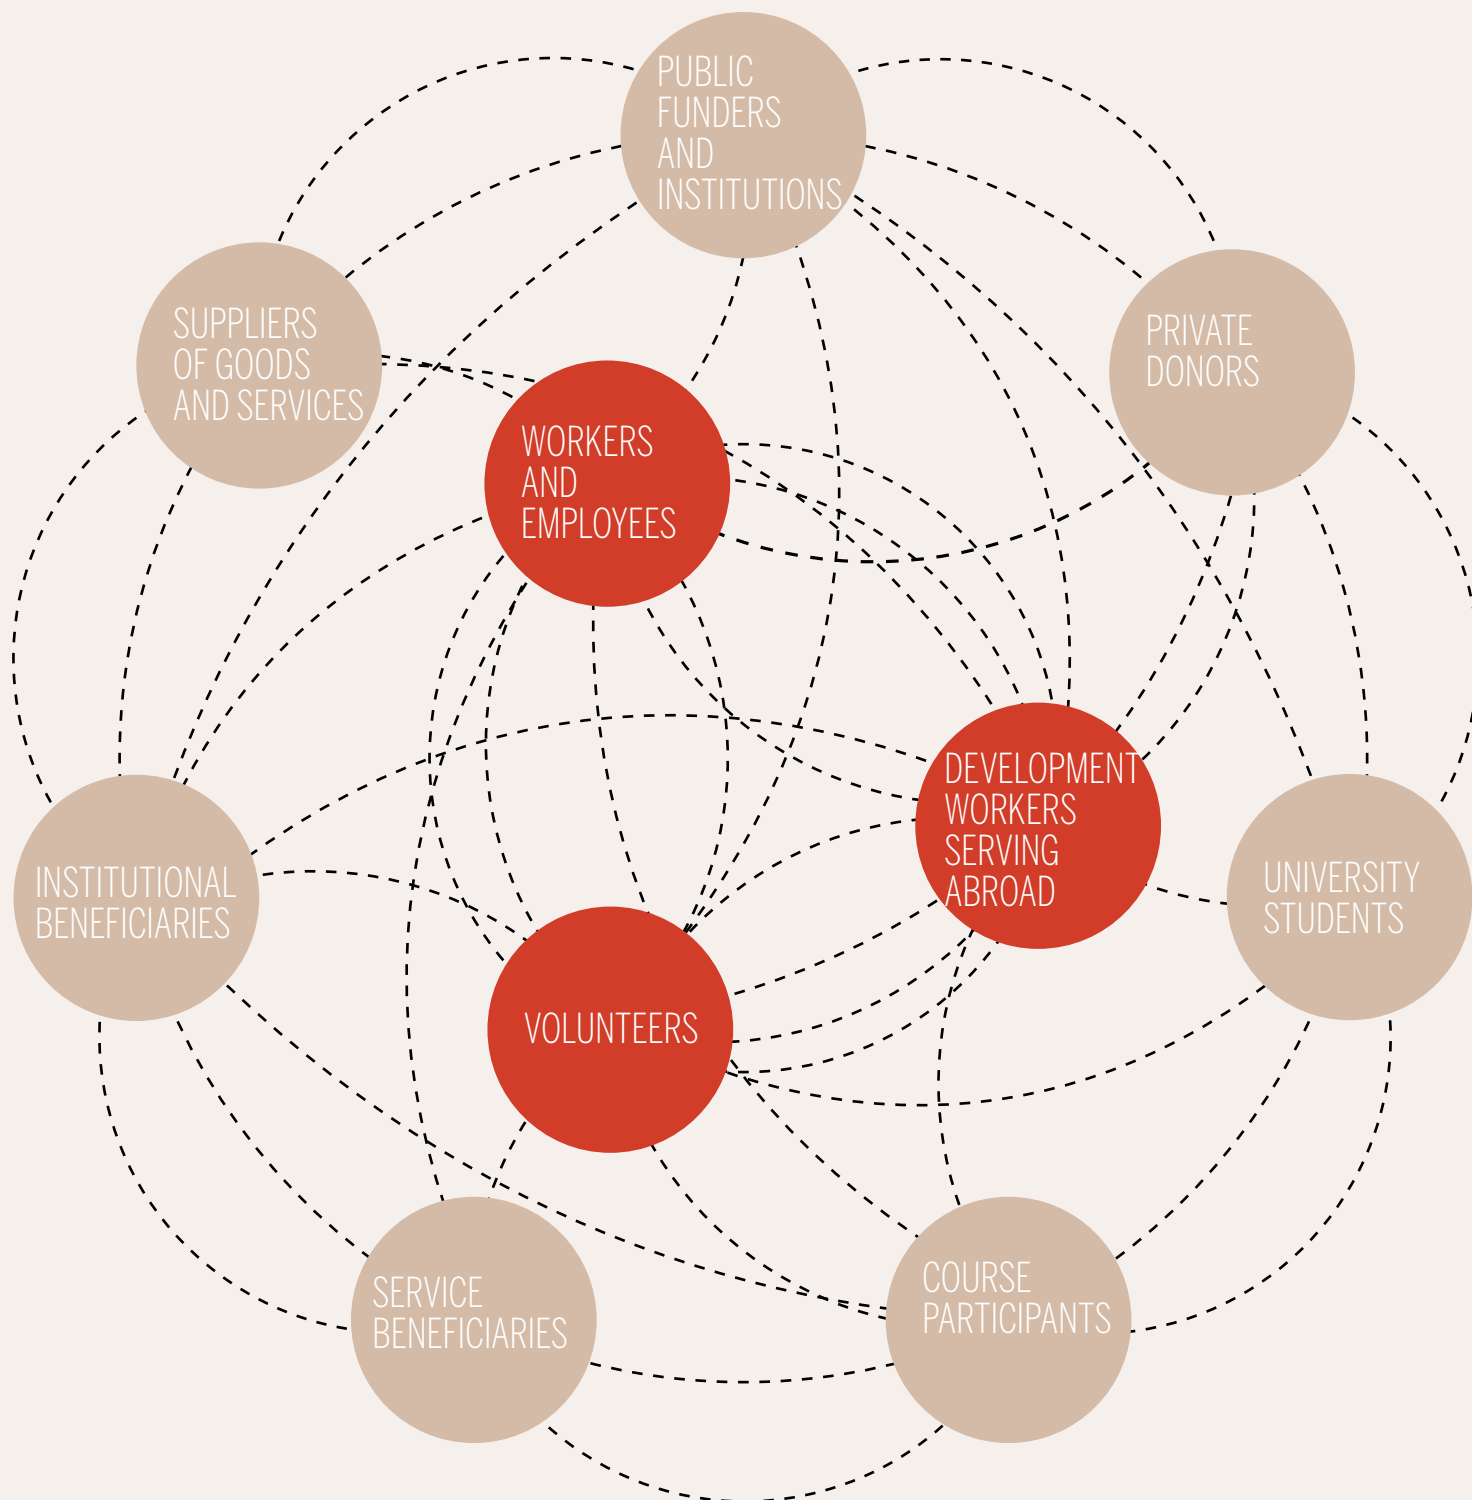 PUBLIC
FUNDERS
AND
INSTITUTIONS
SUPPLIERS
OF GOODS
AND SERVICES
PRIVATE
DONORS
WORKERS
AND
EMPLOYEES
DEVELOPMENT
WORKERS
SERVING
ABROAD
INSTITUTIONAL
BENEFICIARIES
UNIVERSITY
STUDENTS
VOLUNTEERS
SERVICE
BENEFICIARIES
COURSE
PARTICIPANTS